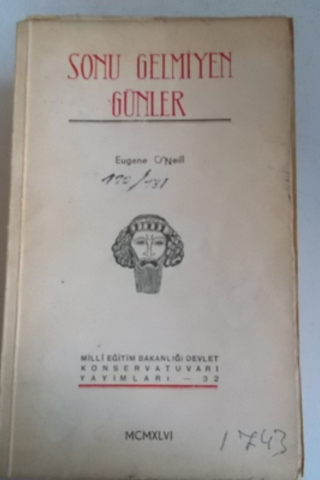 SONU GELMİYEN
GÜNLER
Eugene O'Neill
MİLLÎ EĞİTİM BAKANLIĞI DEVLET
KONSERVATUVARI
YAYIMLARI — 32
MCMXLVI
1743